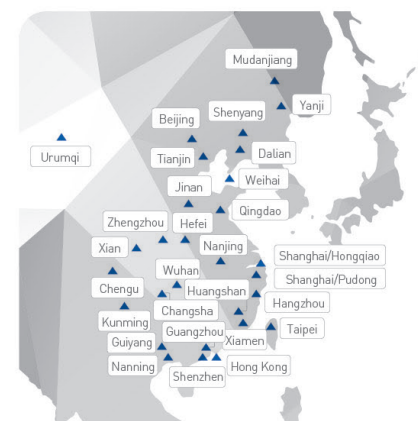 Mudanjiang
Yanji
Shenyang
Beijing
Urumqi
Tianjin
Dalian
Weihai
Jinan
Qingdao
Zhengzhou
Hefei
Xian
Nanjing
Shanghai/Hongqiao
Wuhan
Shanghai/Pudong
Chengu
Huangshan
Hangzhou
Kunming
Changsha
Guangzhou
Xiamen
Taipei
Guiyang
Nanning
Shenzhen
Hong Kong